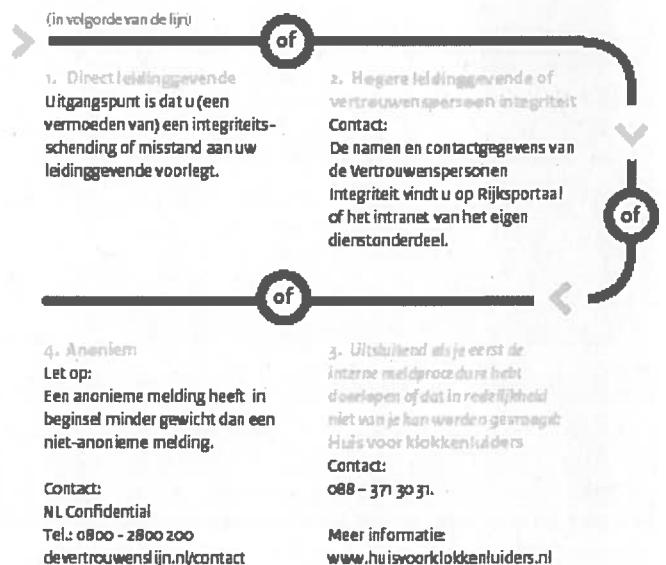 (in volgorde van de lijn)
of
1. Direct leidinggevende
Uitgangspunt is dat u (een
vermoeden van) een integriteits-
schending of misstand aan uw
leidinggevende voorlegt.
2. Hogere leidinggevende of
vertrouwenspersoon integriteit
Contact:
De namen en contactgegevens van
de Vertrouwenspersonen
Integriteit vindt u op Rijksportaal
of het intranet van het eigen
dienstonderdeel.
of
of
3. Uitsluitend als je eerst de
interne meldprocedure hebt
doorlopen of dat in redelijkheid
niet van je kan worden gevraagd:
Huis voor klokkenluiders
Contact:
088 – 371 30 31.
Meer informatie:
www.huisvoorklokkenluiders.nl
4. Anoniem
Let op:
Een anonieme melding heeft in
beginsel minder gewicht dan een
niet-anonieme melding.
Contact:
NL Confidential
Tel.: 0800 - 2800 200
devertrouwenslijn.nl/contact